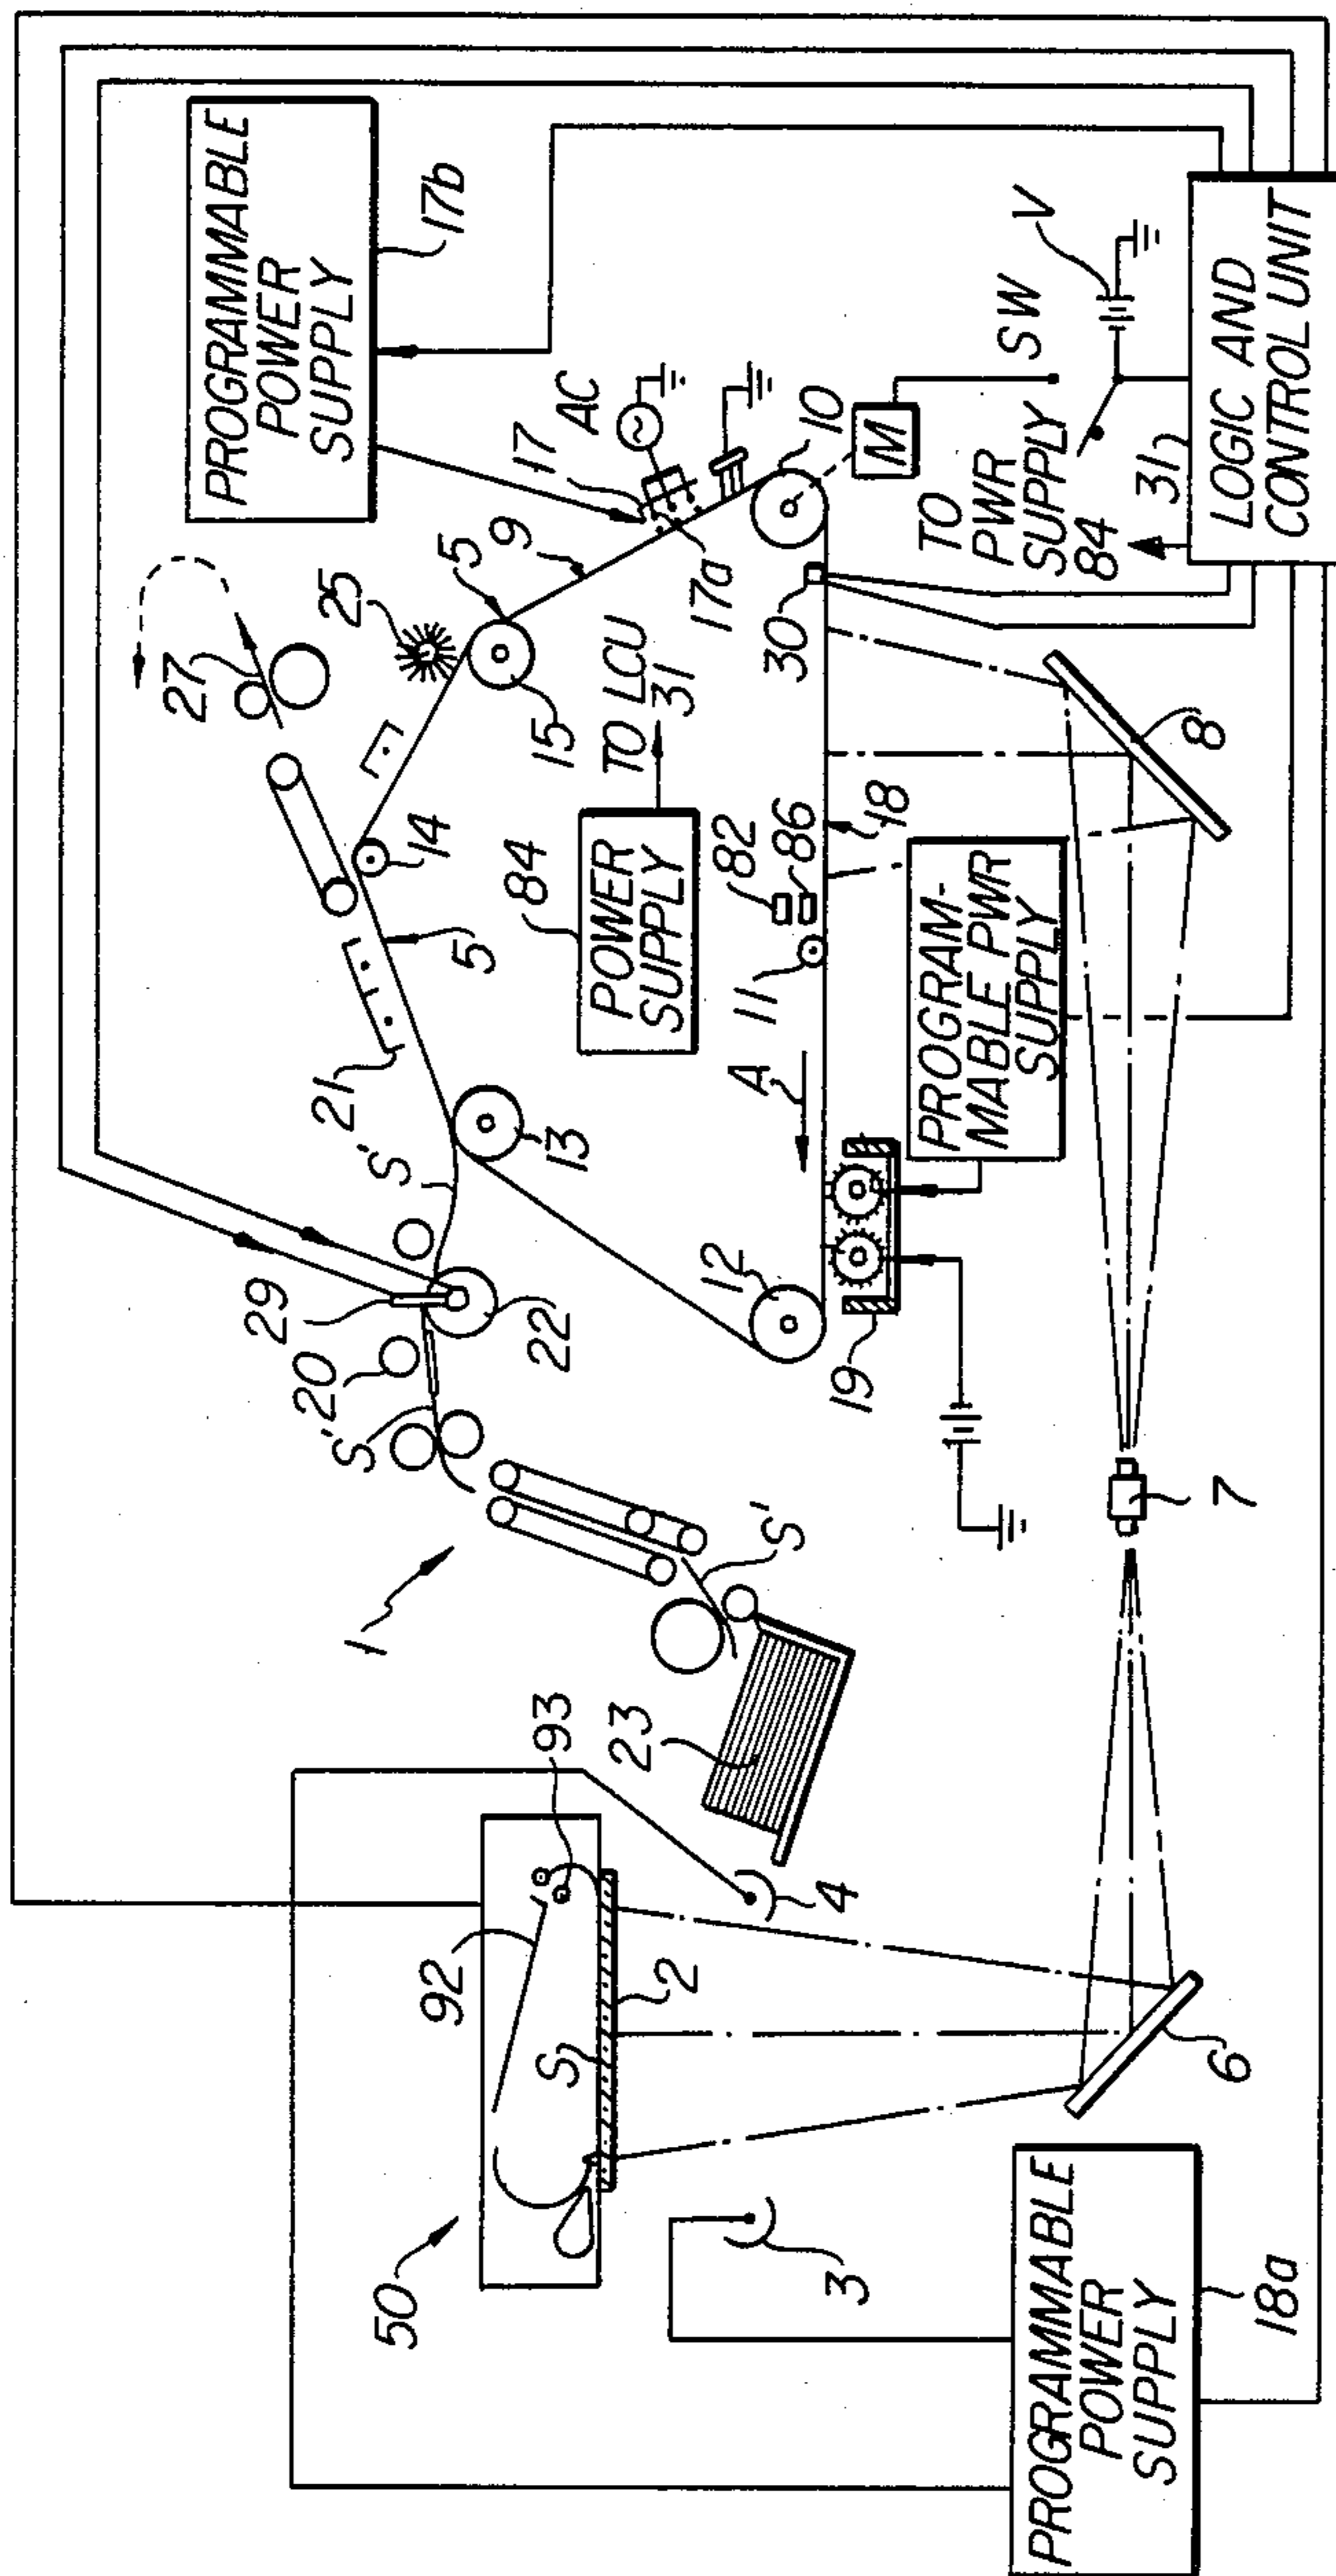 PROGRAMMABLE
POWER
SUPPLY
17b
27
25
5
9
17
AC
17a
15
14
5
21
TO LCU
31
84
POWER
SUPPLY
82
86
30
10
M
SW
V
TO
PWR
SUPPLY
84
31
LOGIC AND
CONTROL UNIT
8
18
PROGRAM-
MABLE PWR
SUPPLY
11
A
13
S'
29
20
S'
22
12
19
7
1
S'
23
93
92
50
S
2
4
3
6
PROGRAMMABLE
POWER
SUPPLY
18a